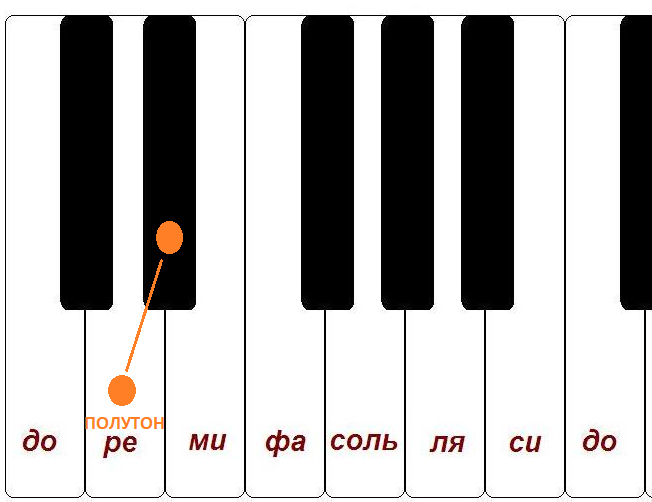 ПОЛУТОН
до ре ми фа соль ля си до